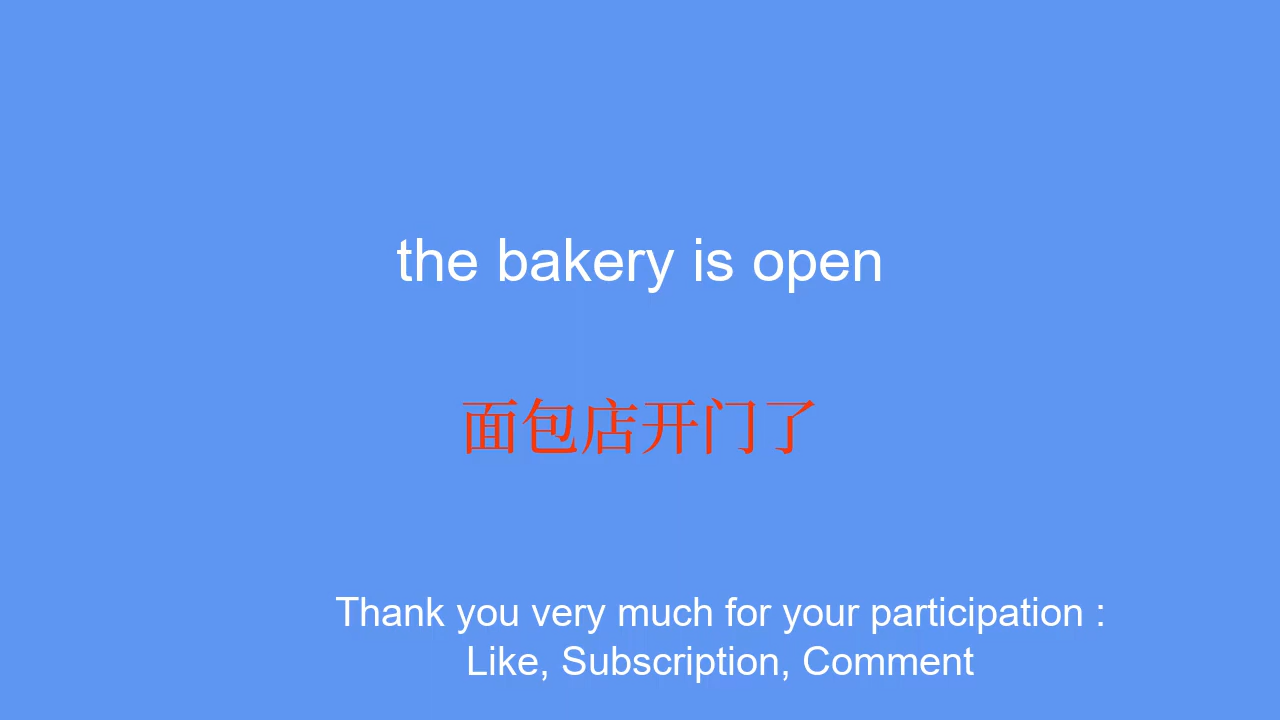 the bakery is open
面包店开门了
Thank you very much for your participation :
Like, Subscription, Comment